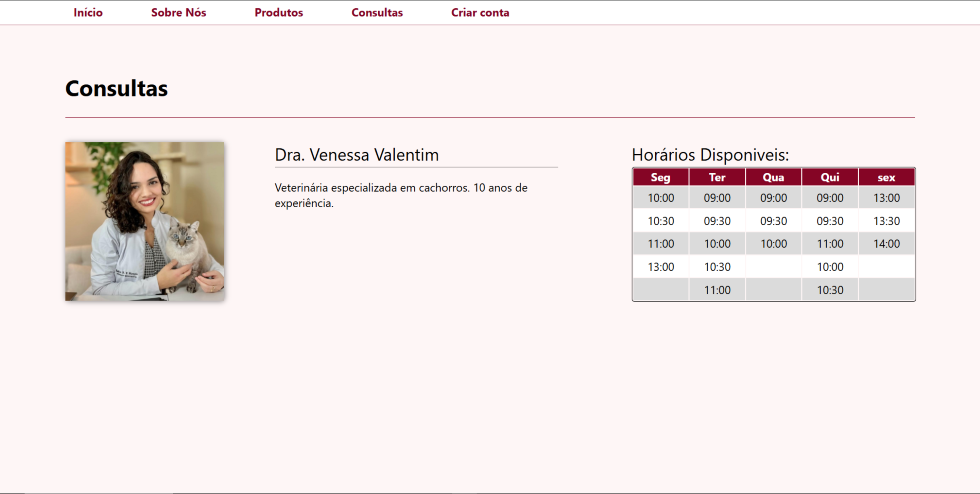 Início Sobre Nós Produtos Consultas Criar conta
Consultas
Dra. Venessa Valentim
Veterinária especializada em cachorros. 10 anos de
experiência.
Horários Disponiveis:
Seg Ter Qua Qui sex
10:00 09:00 09:00 09:00 13:00
10:30 09:30 09:30 09:30 13:30
11:00 10:00 10:00 11:00 14:00
13:00 10:30 10:00
11:00 10:30